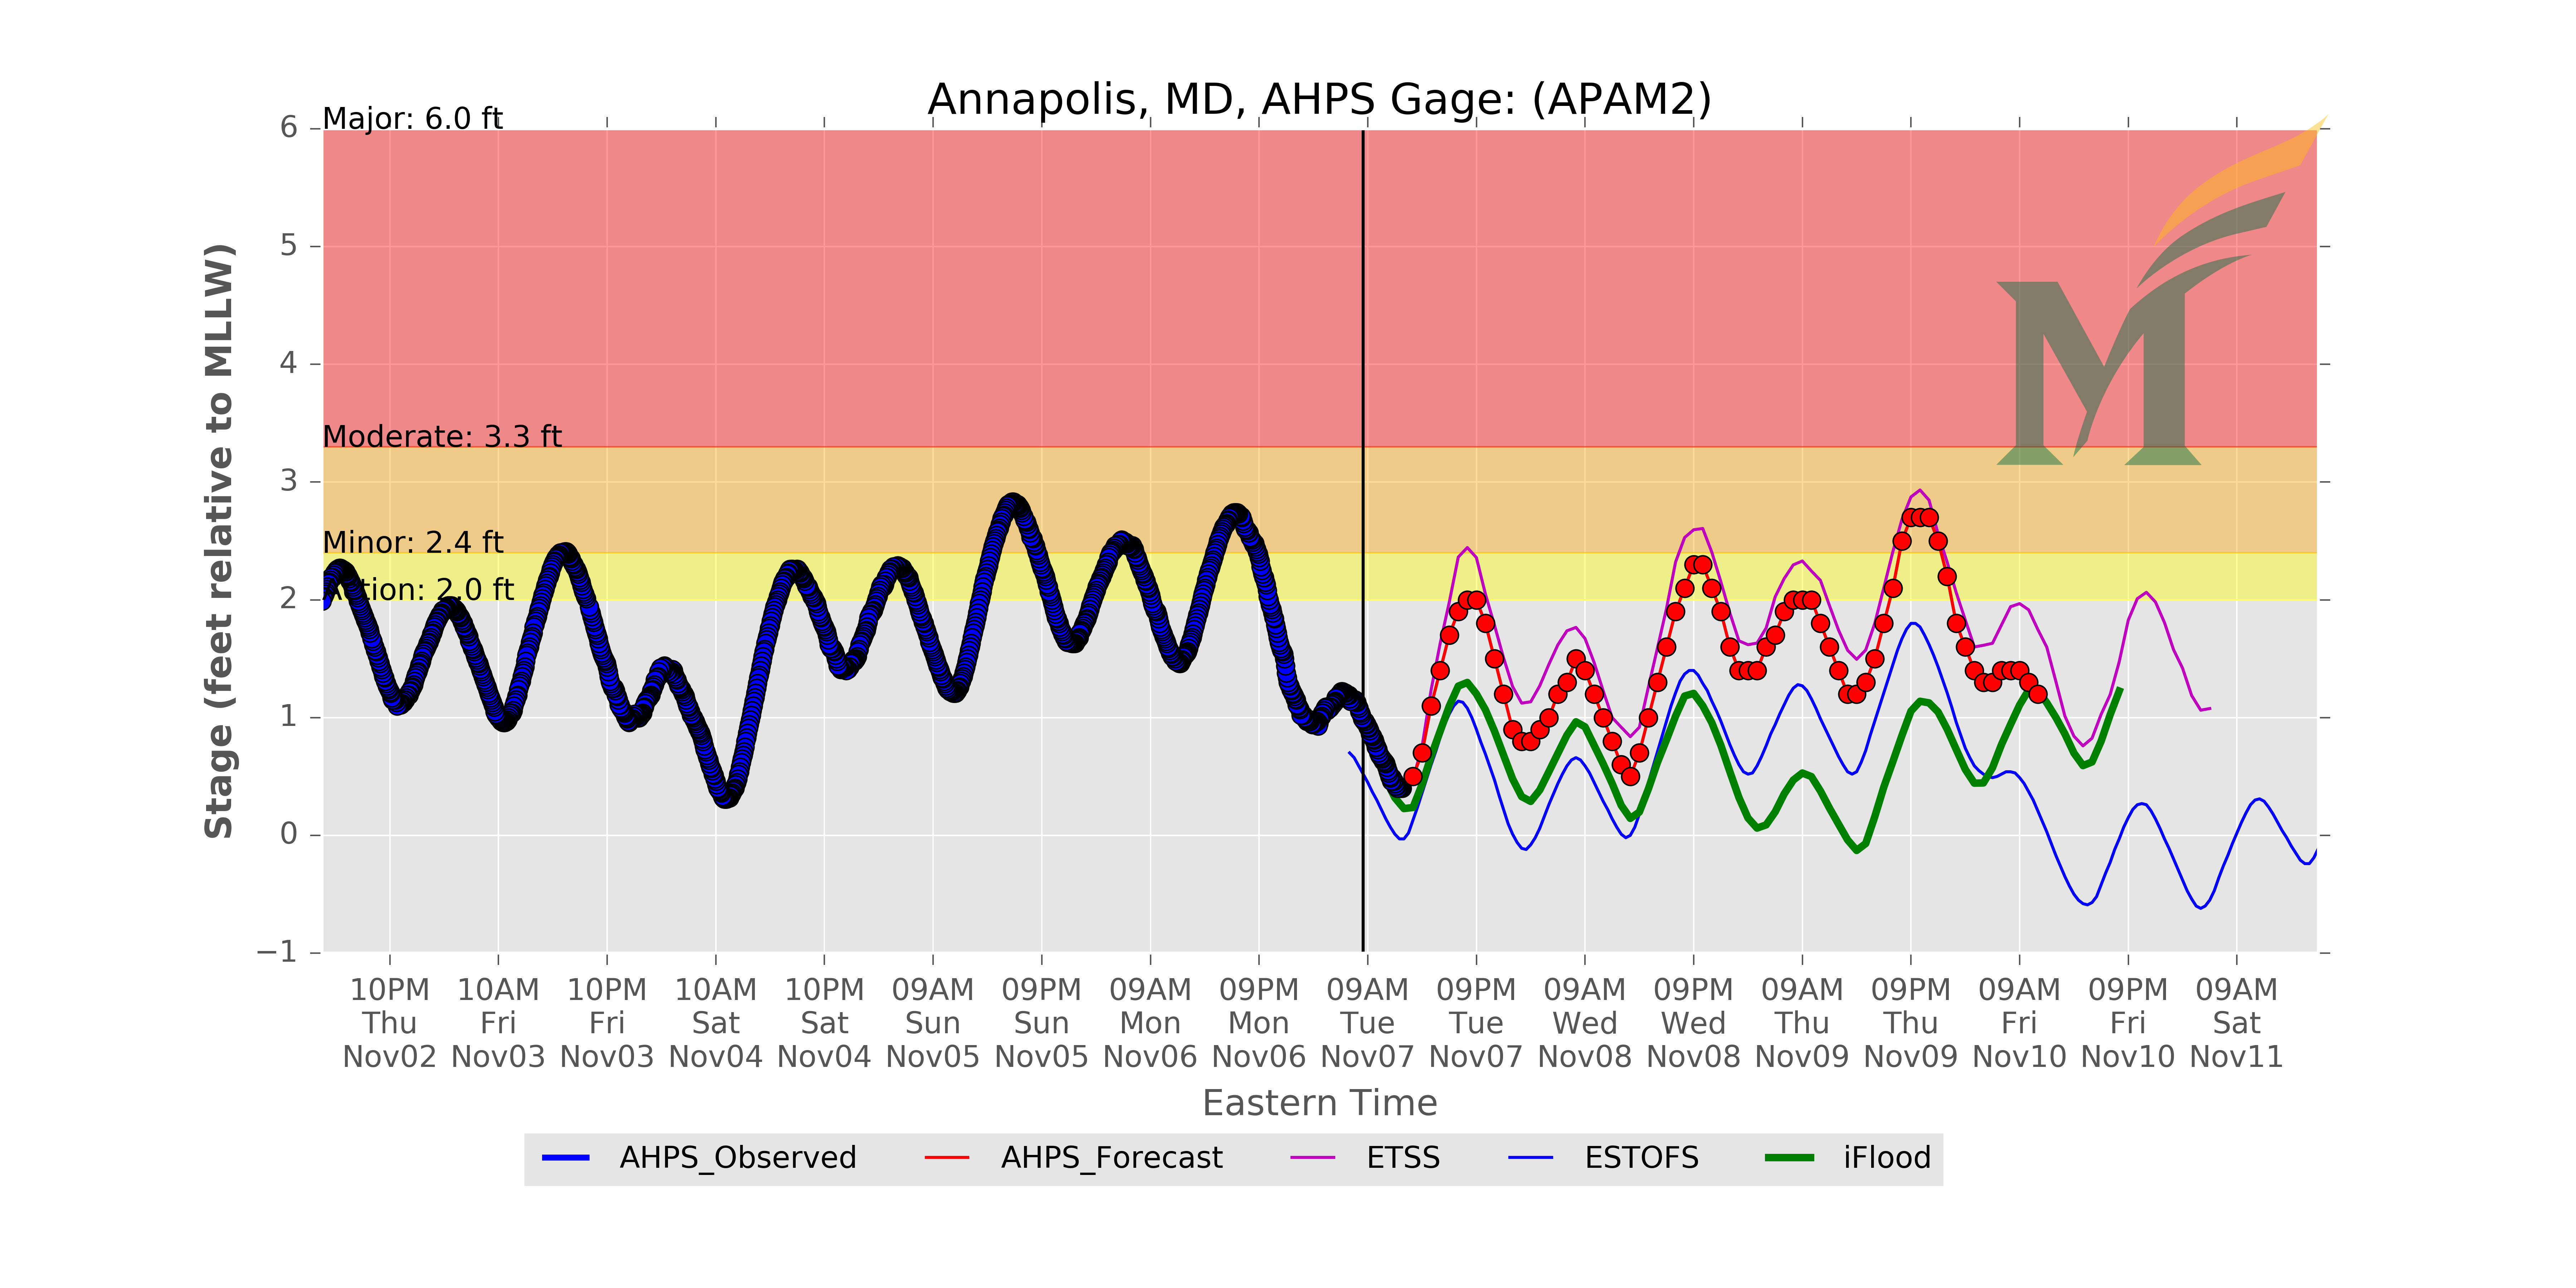 Annapolis, MD, AHPS Gage: (APAM2)
Major: 6.0 ft
Moderate: 3.3 ft
Minor: 2.4 ft
Action: 2.0 ft
6
5
4
3
2
1
0
−1
Stage (feet relative to MLLW)
10PM 10AM 10PM 10AM 10PM 09AM 09PM 09AM 09PM 09AM 09PM 09AM 09PM 09AM 09PM 09AM 09PM 09AM
Thu Fri Fri Sat Sat Sun Sun Mon Mon Tue Tue Wed Wed Thu Thu Fri Fri Sat
Nov02 Nov03 Nov03 Nov04 Nov04 Nov05 Nov05 Nov06 Nov06 Nov07 Nov07 Nov08 Nov08 Nov09 Nov09 Nov10 Nov10 Nov11
Eastern Time
AHPS_Observed AHPS_Forecast ETSS ESTOFS iFlood